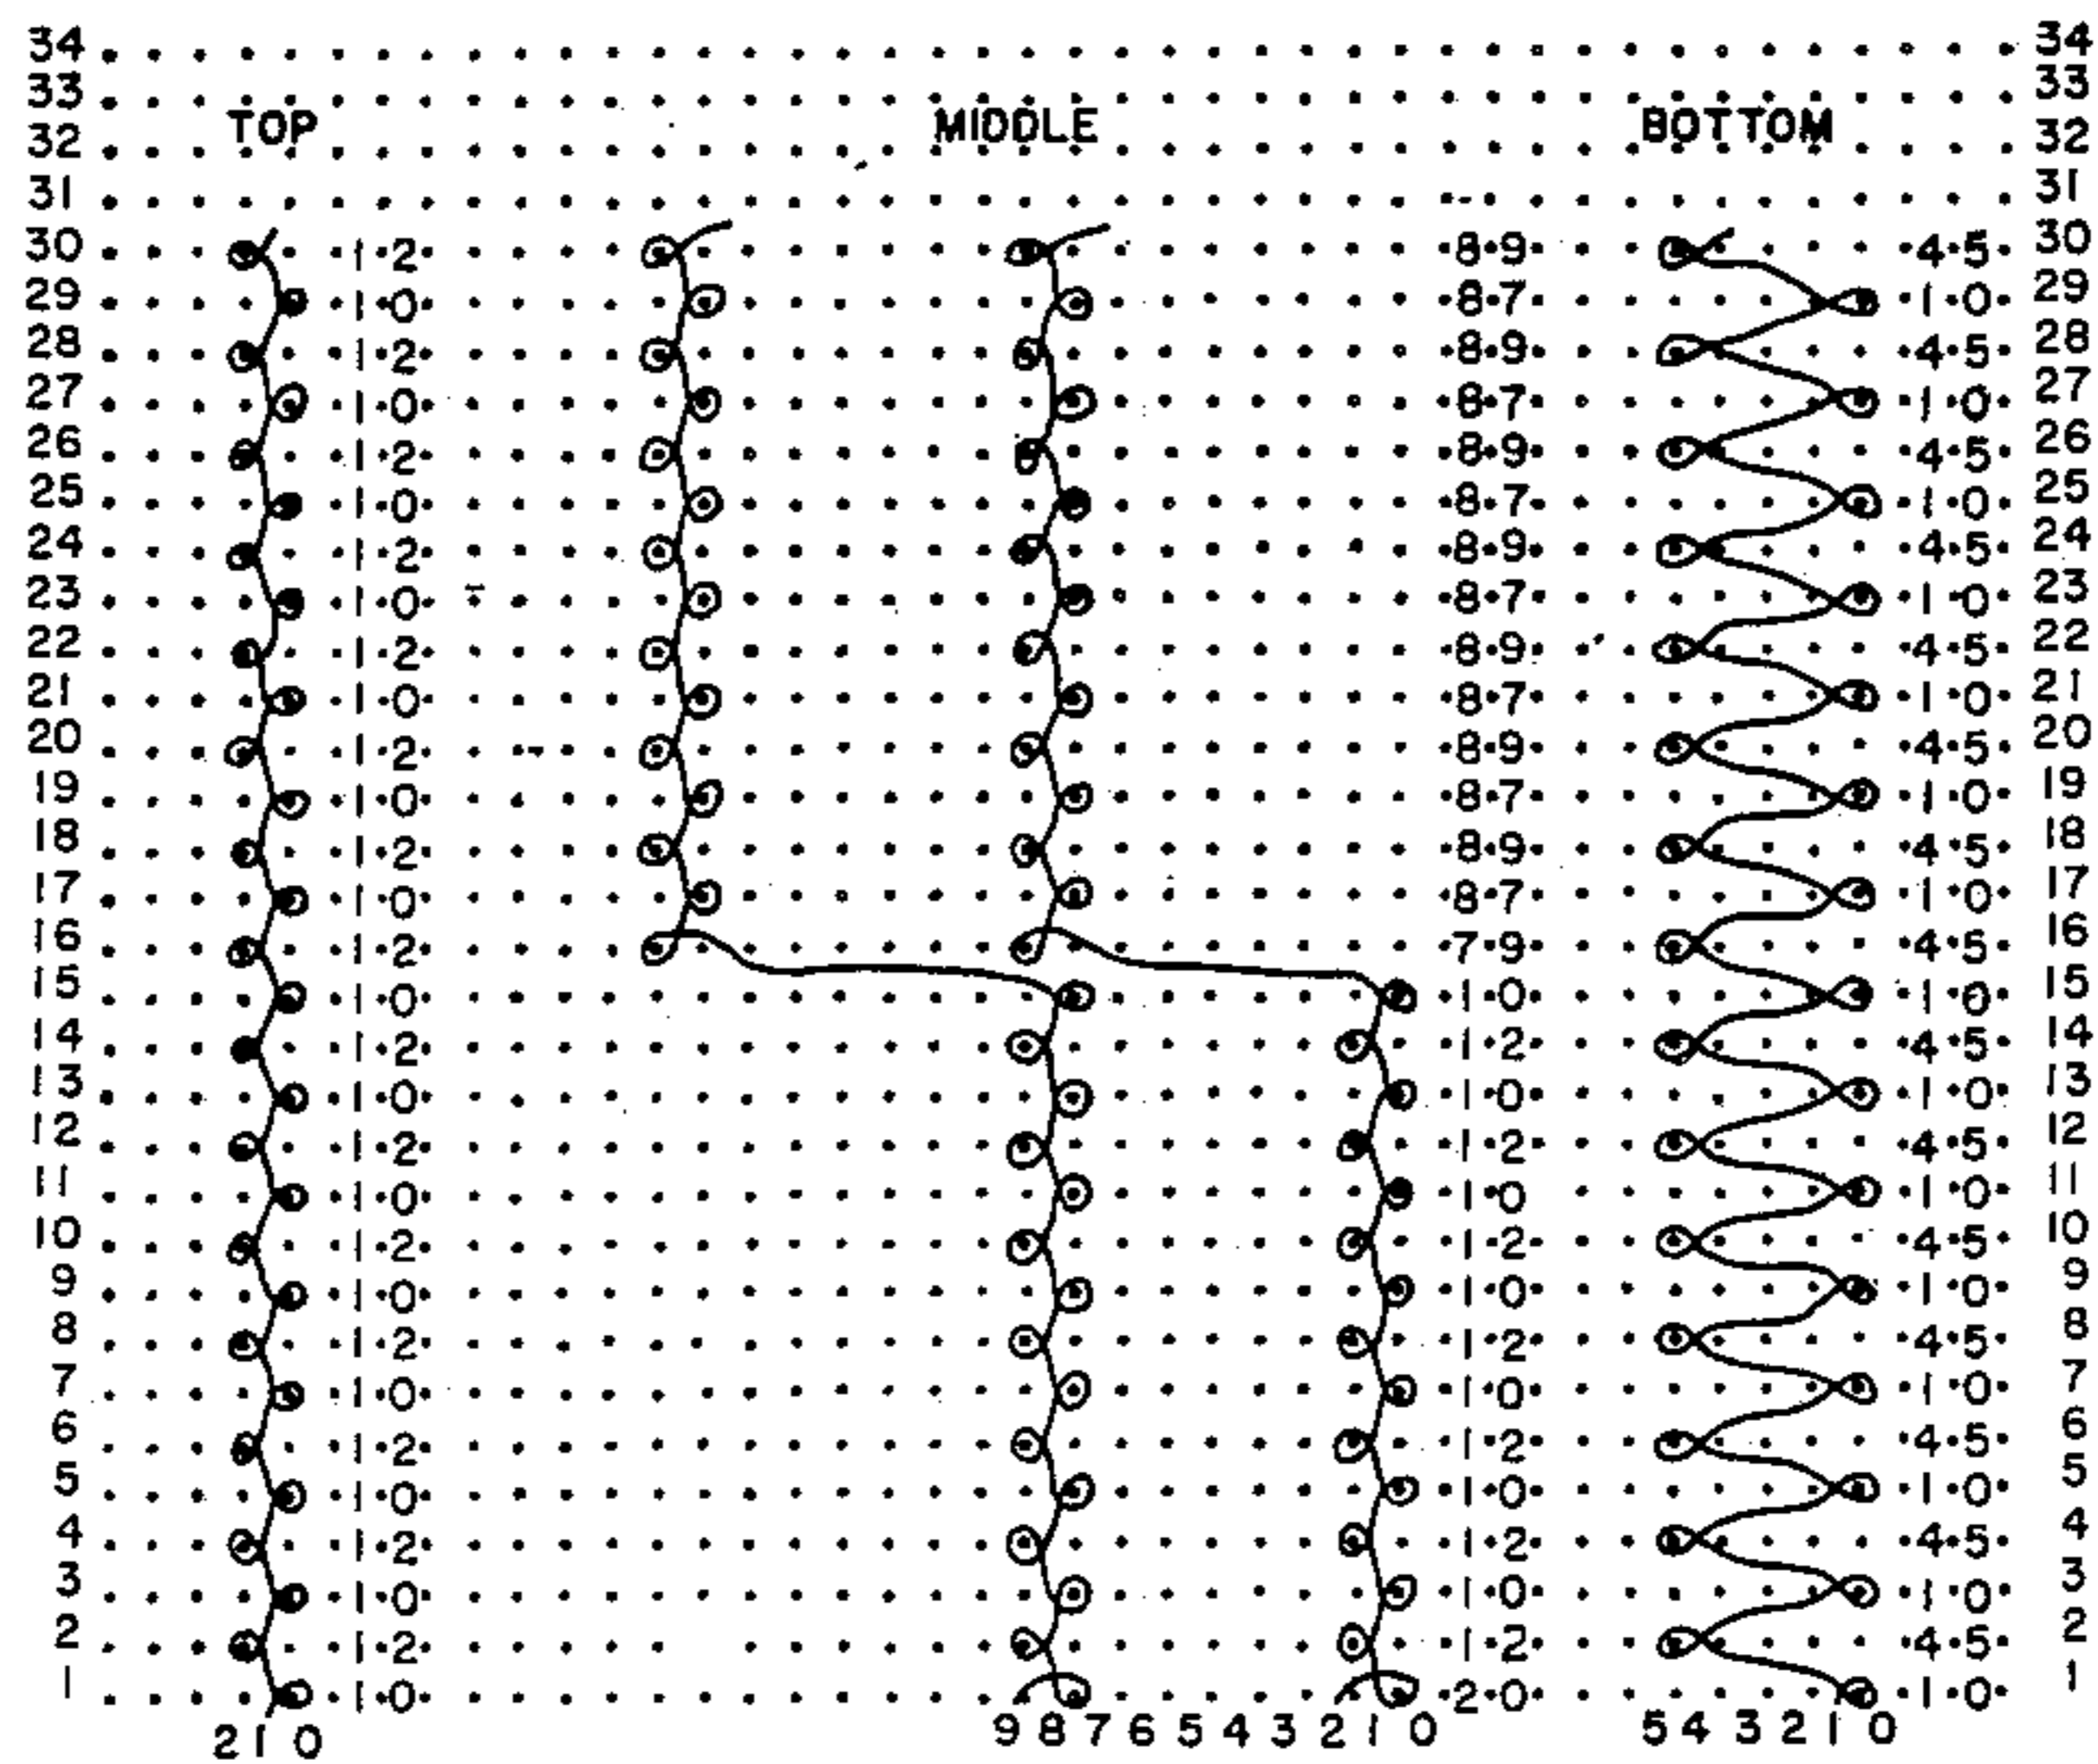 34 34
33 33
TOP MIDDLE BOTTOM
32 32
31 31
30 1·2· ·8·9· ·4·5· 30
29 ·1·0· ·8·7· ·1·0· 29
28 ·1·2· ·8·9· ·4·5· 28
27 ·1·0· ·8·7· ·1·0· 27
26 1·2· ·8·9· ·4·5· 26
25 ·1·0· ·8·7· ·1·0· 25
24 ·1·2· ·8·9· ·4·5· 24
23 ·1·0· ·8·7· ·1·0· 23
22 ·1·2· ·8·9· ·4·5· 22
21 ·1·0· ·8·7· ·1·0· 21
20 ·1·2· ·8·9· ·4·5· 20
19 ·1·0· ·8·7· ·1·0· 19
18 ·1·2· ·8·9· ·4·5· 18
17 ·1·0· ·8·7· ·1·0· 17
16 ·1·2· ·7·9· ·4·5· 16
15 ·1·0· ·1·0· ·1·0· 15
14 ·1·2· ·1·2· ·4·5· 14
13 ·1·0· ·1·0· ·1·0· 13
12 ·1·2· ·1·2· ·4·5· 12
11 ·1·0· ·1·0 ·1·0· 11
10 ·1·2· ·1·2· ·4·5· 10
9 ·1·0· ·1·0· ·1·0· 9
8 ·1·2· ·1·2· ·4·5· 8
7 ·1·0· ·1·0· ·1·0· 7
6 ·1·2· ·1·2· ·4·5· 6
5 ·1·0· ·1·0· ·1·0· 5
4 ·1·2· ·1·2· ·4·5· 4
3 ·1·0· ·1·0· ·1·0· 3
2 ·1·2· ·1·2· ·4·5· 2
1 ·1·0· ·2·0· ·1·0· 1
2 1 0 9 8 7 6 5 4 3 2 1 0 5 4 3 2 1 0